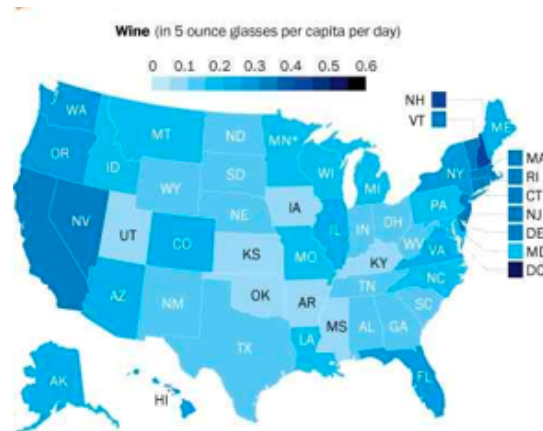 Wine (in 5 ounce glasses per capita per day)
0 0.1 0.2 0.3 0.4 0.5 0.6
NH
VT
WA
MT
ND
MN*
ME
OR
ID
SD
WI
NY
MA
WY
MI
RI
CT
NE
IA
PA
NJ
NV
UT
CO
IL
IN
OH
DE
KS
MO
WV
VA
MD
KY
DC
AZ
NM
OK
AR
TN
NC
SC
MS
AL
GA
TX
LA
AK
HI
FL